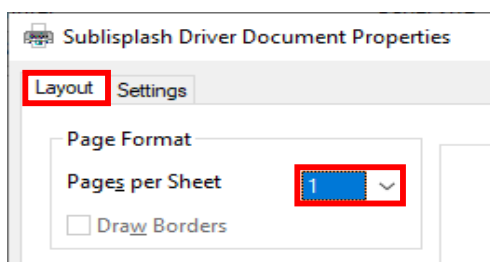 Sublisplash Driver Document Properties
Layout Settings
Page Format
Pages per Sheet 1
Draw Borders